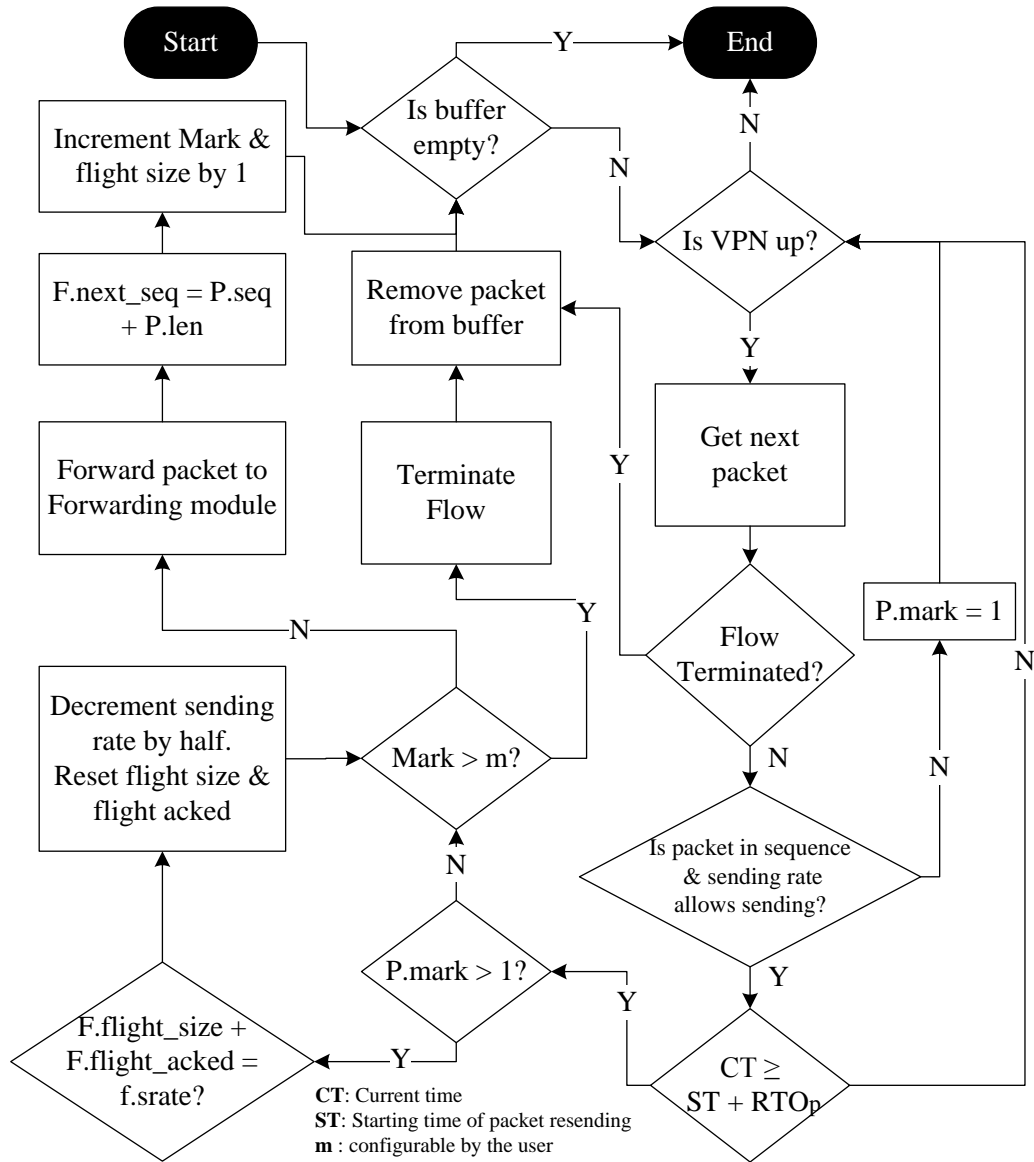 Start
End
Y
Is buffer
empty?
N
N
Increment Mark &
flight size by 1
Is VPN up?
F.next_seq = P.seq
+ P.len
Remove packet
from buffer
Y
Get next
packet
Forward packet to
Forwarding module
Terminate
Flow
Y
P.mark = 1
Y
N
Flow
Terminated?
N
Decrement sending
rate by half.
Reset flight size &
flight acked
Mark > m?
N
N
Is packet in sequence
& sending rate
allows sending?
N
P.mark > 1?
Y
Y
F.flight_size +
F.flight_acked =
f.srate?
Y
CT ≥
ST + RTOp
CT: Current time
ST: Starting time of packet resending
m : configurable by the user